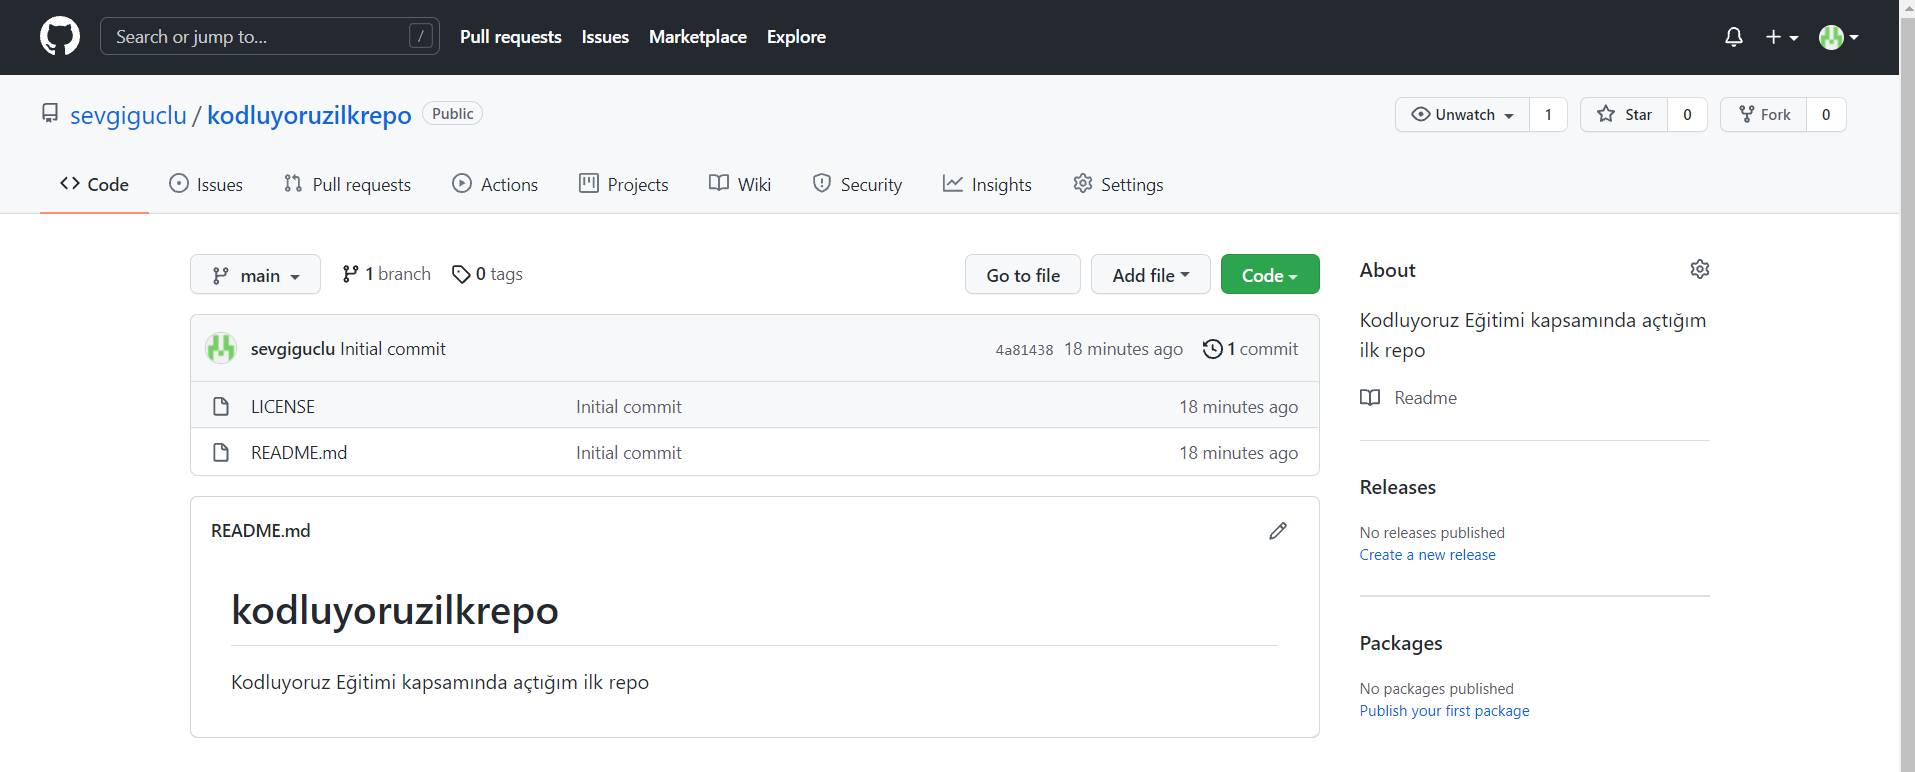 Search or jump to... / Pull requests Issues Marketplace Explore
sevgiguclu / kodluyoruzilkrepo Public Unwatch 1 Star 0 Fork 0
Code Issues Pull requests Actions Projects Wiki Security Insights Settings
main 1 branch 0 tags Go to file Add file Code
sevgiguclu Initial commit 4a81438 18 minutes ago 1 commit
LICENSE Initial commit 18 minutes ago
README.md Initial commit 18 minutes ago
README.md
kodluyoruzilkrepo
Kodluyoruz Eğitimi kapsamında açtığım ilk repo
About
Kodluyoruz Eğitimi kapsamında açtığım
ilk repo
Readme
Releases
No releases published
Create a new release
Packages
No packages published
Publish your first package